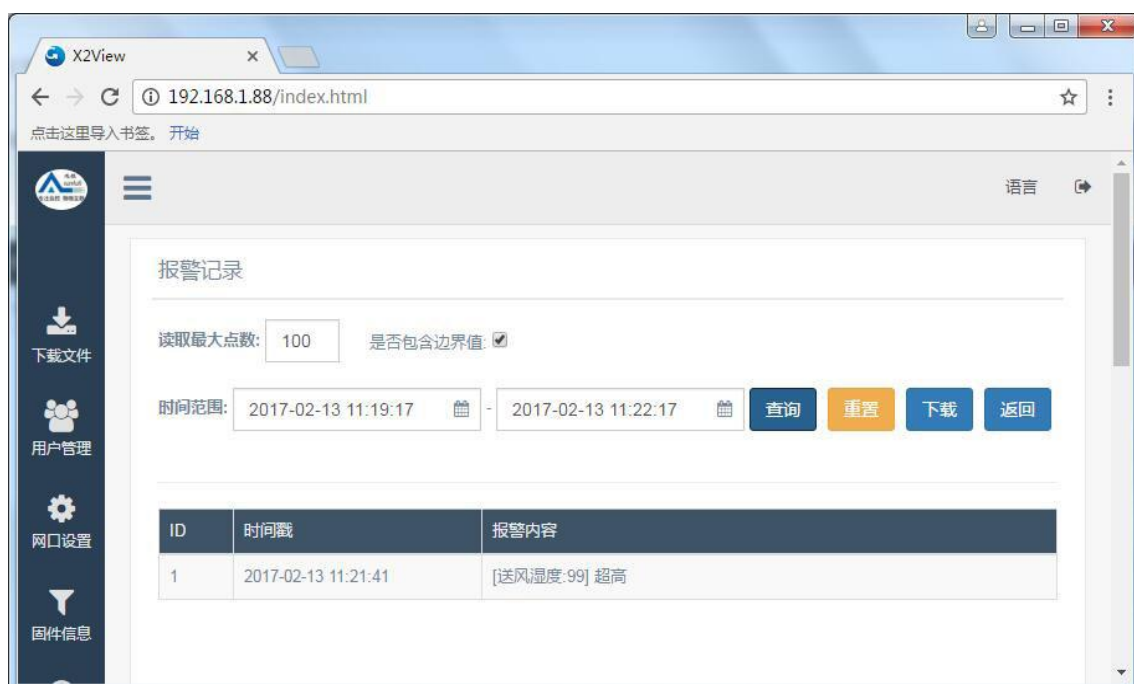 X2View
192.168.1.88/index.html
点击这里导入书签。 开始
语言
报警记录
读取最大点数: 100 是否包含边界值:
时间范围: 2017-02-13 11:19:17 - 2017-02-13 11:22:17 查询 重置 下载 返回
ID 时间戳 报警内容
1 2017-02-13 11:21:41 [送风湿度:99] 超高
下载文件
用户管理
网口设置
固件信息